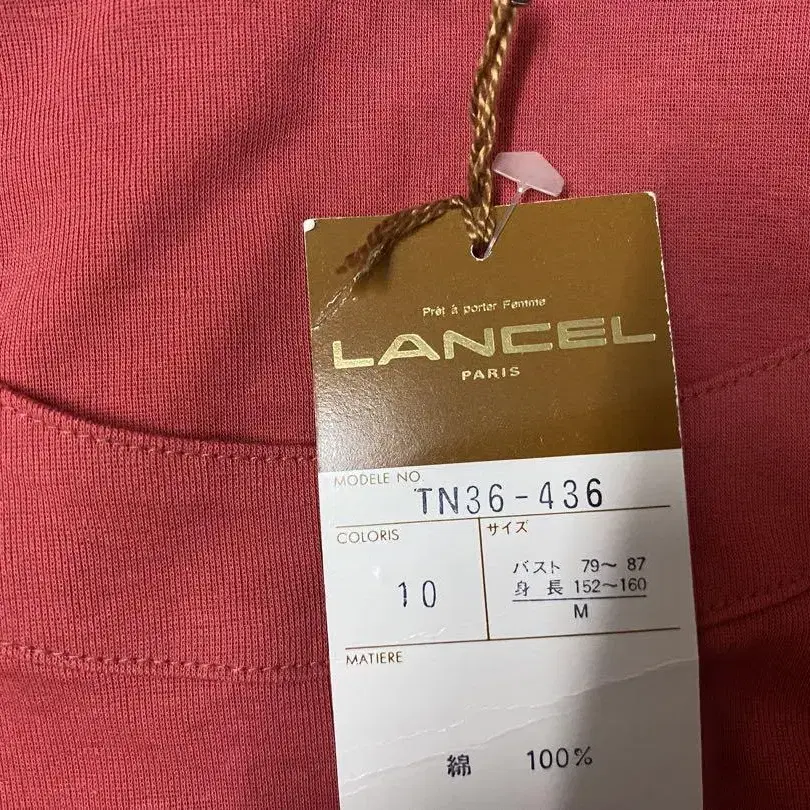 Prêt à porter Femme
LANCEL
PARIS
MODELE NO.
TN36-436
COLORIS
10
サイズ
バスト 79〜 87
身 長 152〜160
M
MATIERE
綿 100%